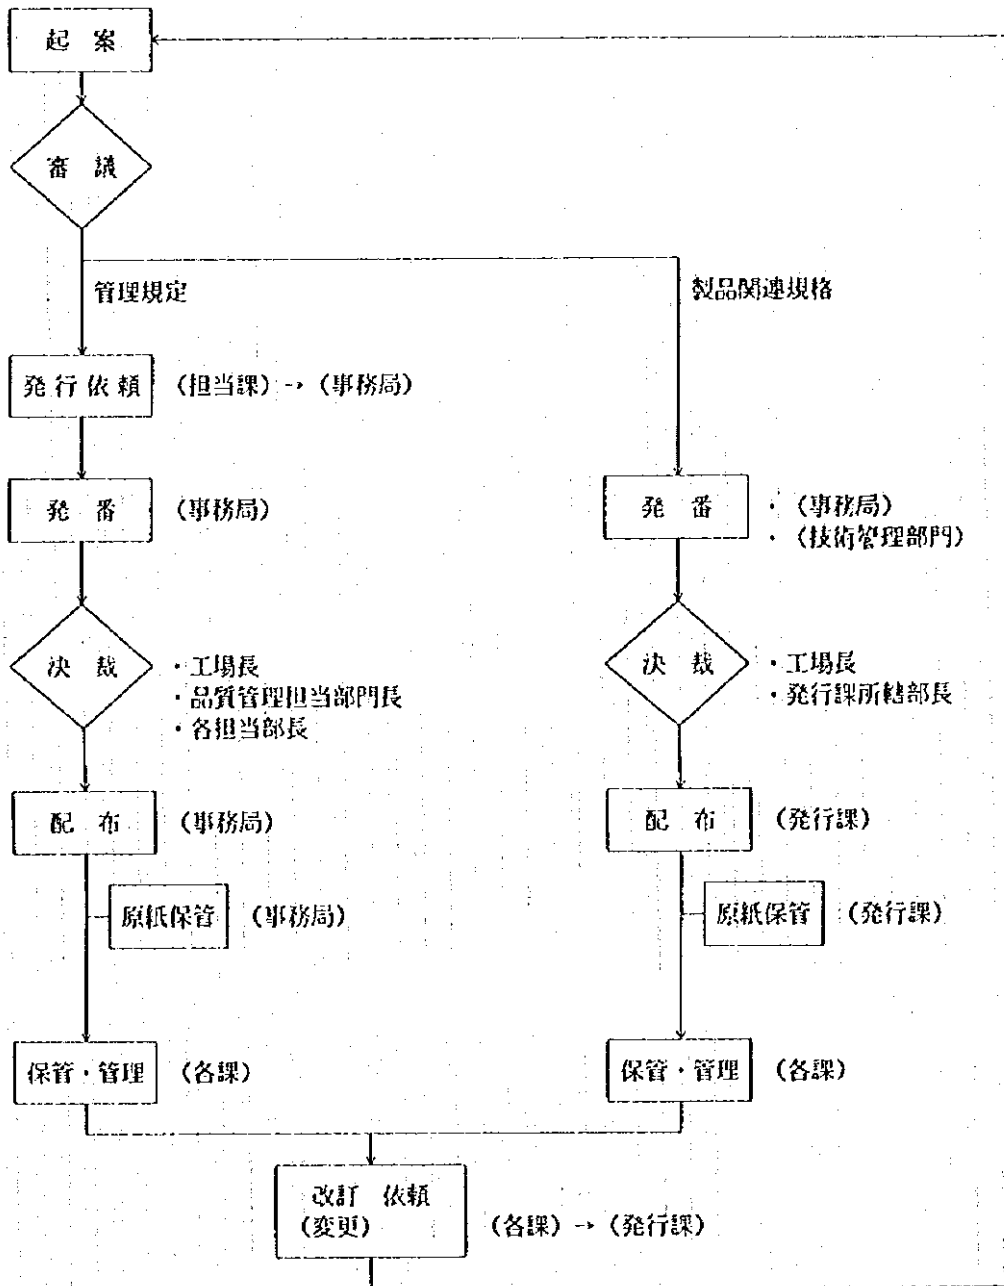 起案
審議
管理規定
製品関連規格
発行依頼 (担当課) → (事務局)
発番 (事務局)
発番 ・(事務局)
・(技術管理部門)
決裁 ・工場長
・品質管理担当部門長
・各担当部長
決裁 ・工場長
・発行課所轄部長
配布 (事務局)
配布 (発行課)
原紙保管 (事務局)
原紙保管 (発行課)
保管・管理 (各課)
保管・管理 (各課)
改訂 依頼
(変更) (各課) → (発行課)